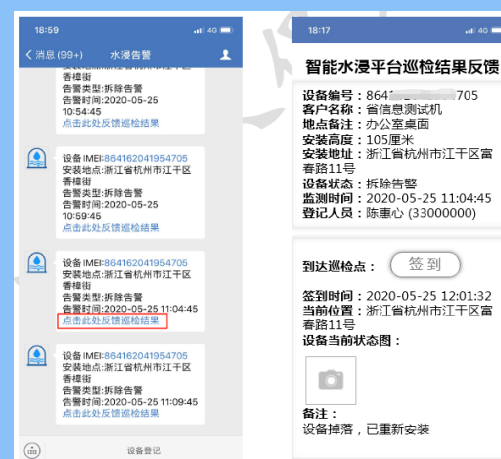 18:59
4G
消息(99+)
水浸告警
香樟街
告警类型:拆除告警
告警时间:2020-05-25
10:54:45
点击此处反馈巡检结果
设备 IMEI:864162041954705
安装地点:浙江省杭州市江干区
香樟街
告警类型:拆除告警
告警时间:2020-05-25
10:59:45
点击此处反馈巡检结果
设备 IMEI:864162041954705
安装地点:浙江省杭州市江干区
香樟街
告警类型:拆除告警
告警时间:2020-05-25 11:04:45
点击此处反馈巡检结果
设备 IMEI:864162041954705
安装地点:浙江省杭州市江干区
香樟街
告警类型:拆除告警
告警时间:2020-05-25 11:09:45
点击此处反馈巡检结果
设备登记
18:17
4G
智能水浸平台巡检结果反馈
设备编号：864 705
客户名称：省信息测试机
地点备注：办公室桌面
安装高度：105厘米
安装地址：浙江省杭州市江干区富
春路11号
设备状态：拆除告警
监测时间：2020-05-25 11:04:45
登记人员：陈惠心 (33000000)
到达巡检点：
签到
签到时间：2020-05-25 12:01:32
当前位置：浙江省杭州市江干区富
春路11号
设备当前状态图：
备注：
设备掉落，已重新安装